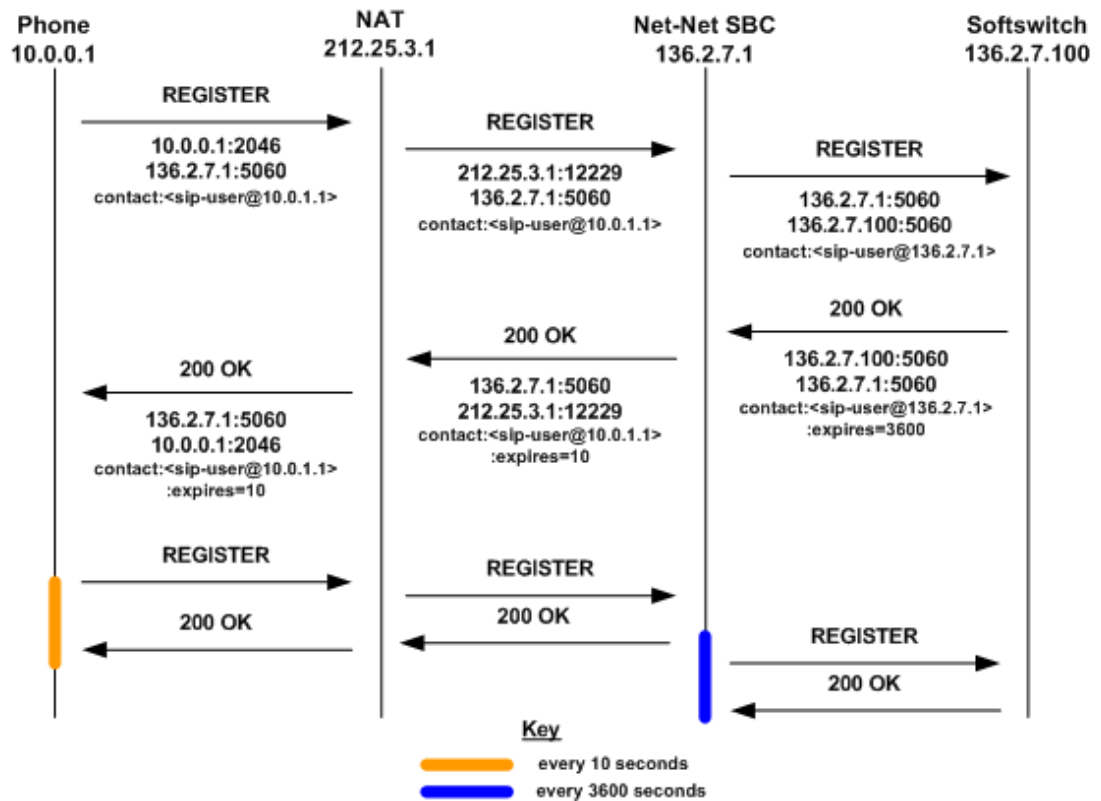 Phone
10.0.0.1
NAT
212.25.3.1
Net-Net SBC
136.2.7.1
Softswitch
136.2.7.100
REGISTER
10.0.0.1:2046
136.2.7.1:5060
contact:<sip-user@10.0.1.1>
REGISTER
212.25.3.1:12229
136.2.7.1:5060
contact:<sip-user@10.0.1.1>
REGISTER
136.2.7.1:5060
136.2.7.100:5060
contact:<sip-user@136.2.7.1>
200 OK
136.2.7.100:5060
136.2.7.1:5060
contact:<sip-user@136.2.7.1>
:expires=3600
200 OK
136.2.7.1:5060
212.25.3.1:12229
contact:<sip-user@10.0.1.1>
:expires=10
200 OK
136.2.7.1:5060
10.0.0.1:2046
contact:<sip-user@10.0.1.1>
:expires=10
REGISTER
REGISTER
200 OK
200 OK
REGISTER
200 OK
Key
every 10 seconds
every 3600 seconds